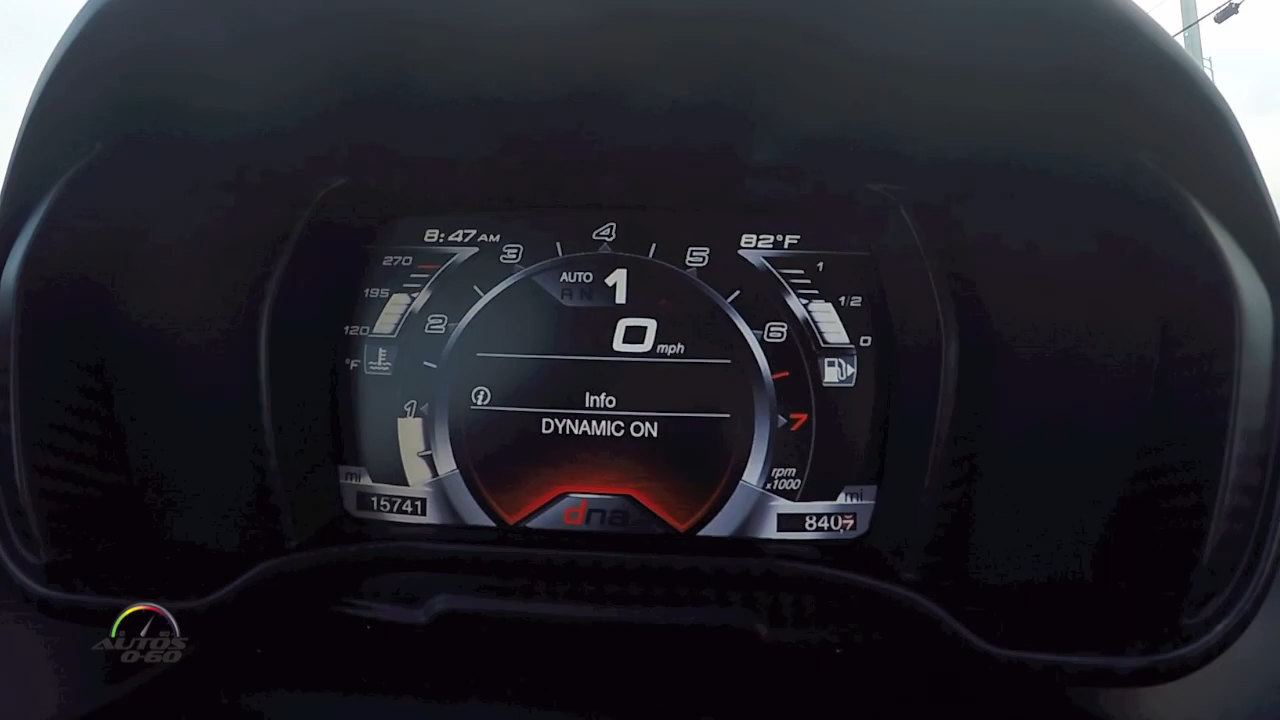 8:47 AM
4
82°F
3
5
270
AUTO
1
1
195
R N
1/2
2
0 mph
6
120
0
°F
Info
1
DYNAMIC ON
7
rpm
x1000
mi
mi
15741
dna
AUTOS
0-60